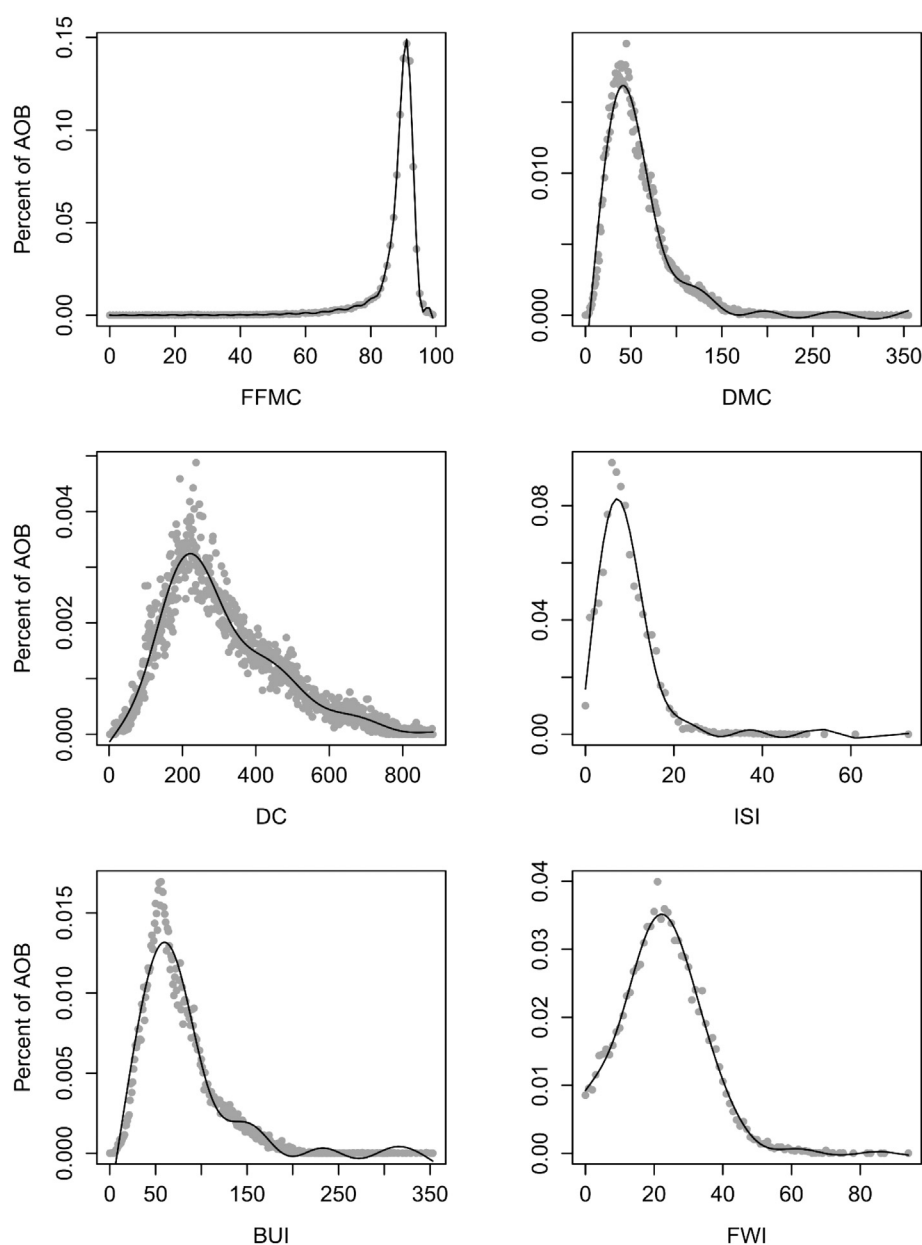 Percent of AOB
0.00 0.05 0.10 0.15
0 20 40 60 80 100
FFMC
0.000 0.010
0 50 150 250 350
DMC
Percent of AOB
0.000 0.002 0.004
0 200 400 600 800
DC
0.00 0.04 0.08
0 20 40 60
ISI
Percent of AOB
0.000 0.005 0.010 0.015
0 50 150 250 350
BUI
0.00 0.01 0.02 0.03 0.04
0 20 40 60 80
FWI